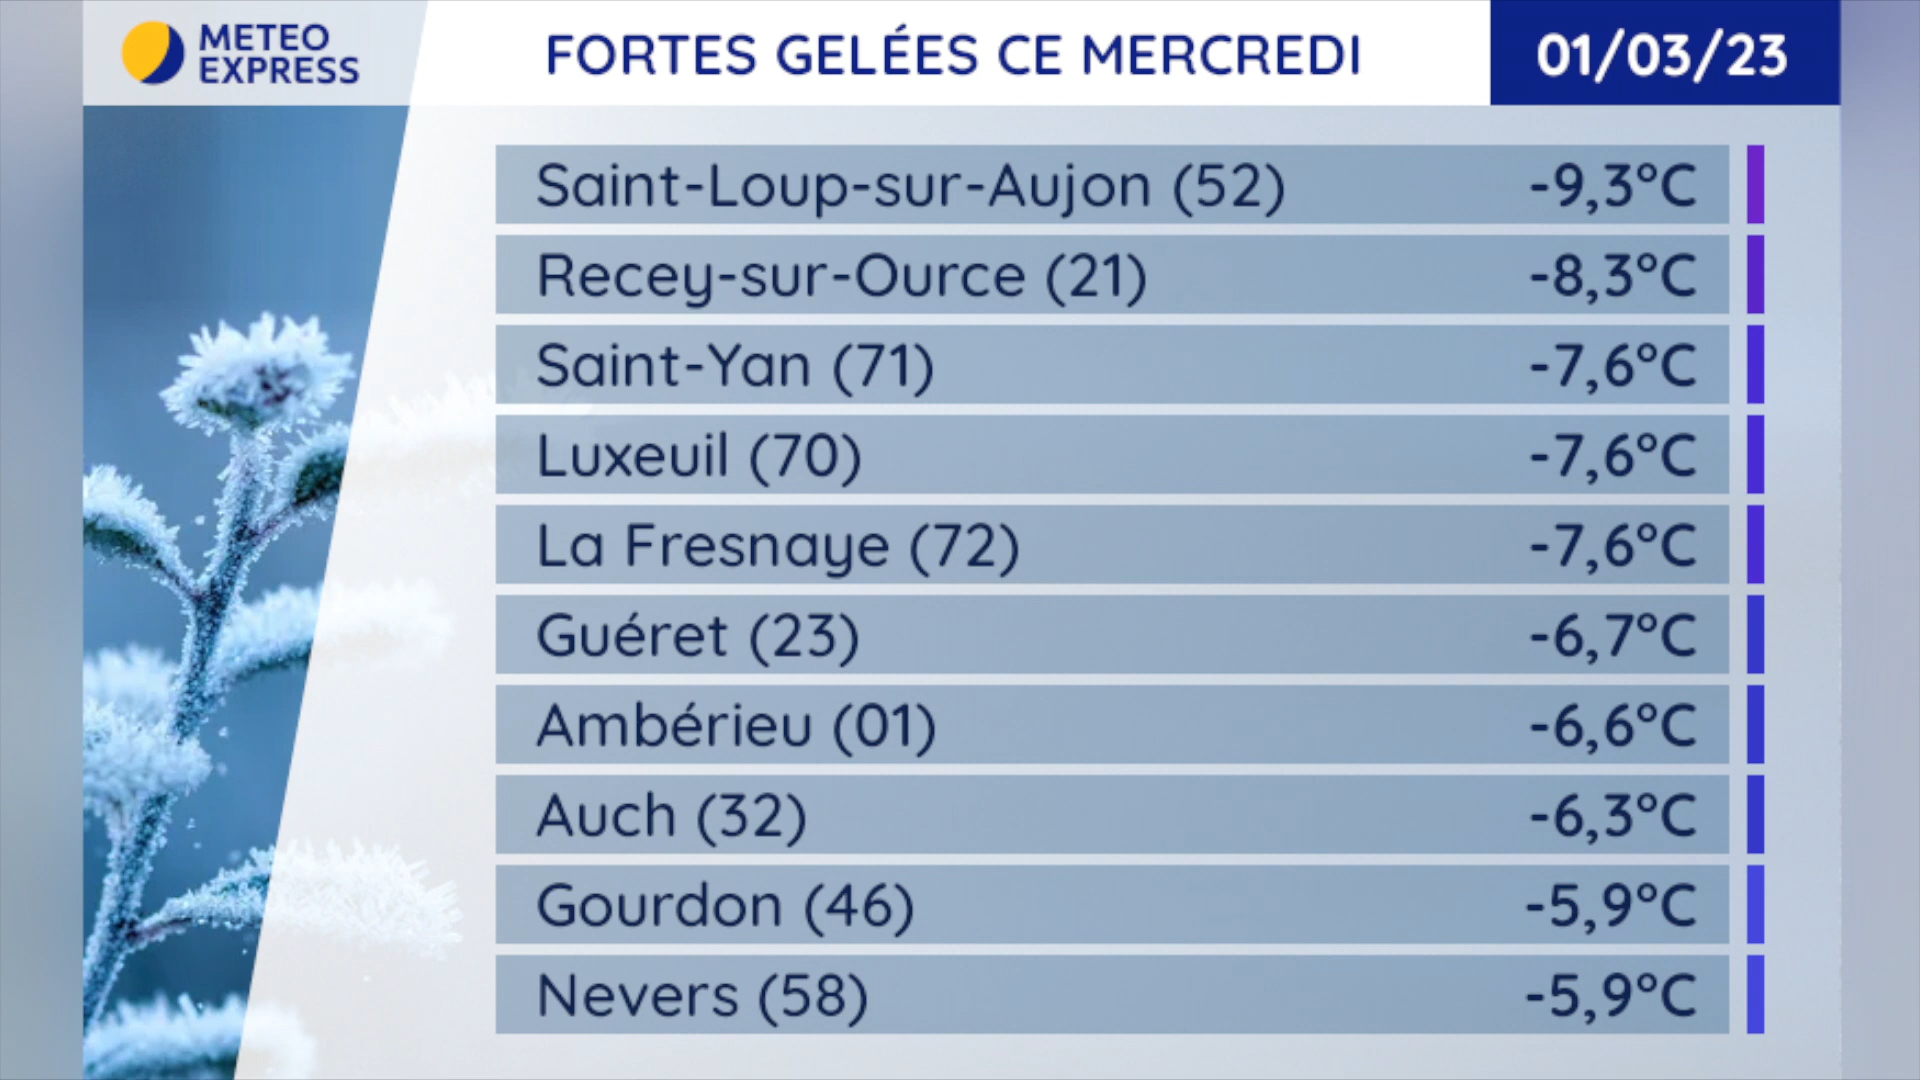 METEO
EXPRESS
FORTES GELÉES CE MERCREDI
01/03/23
Saint-Loup-sur-Aujon (52) -9,3°C
Recey-sur-Ource (21) -8,3°C
Saint-Yan (71) -7,6°C
Luxeuil (70) -7,6°C
La Fresnaye (72) -7,6°C
Guéret (23) -6,7°C
Ambérieu (01) -6,6°C
Auch (32) -6,3°C
Gourdon (46) -5,9°C
Nevers (58) -5,9°C